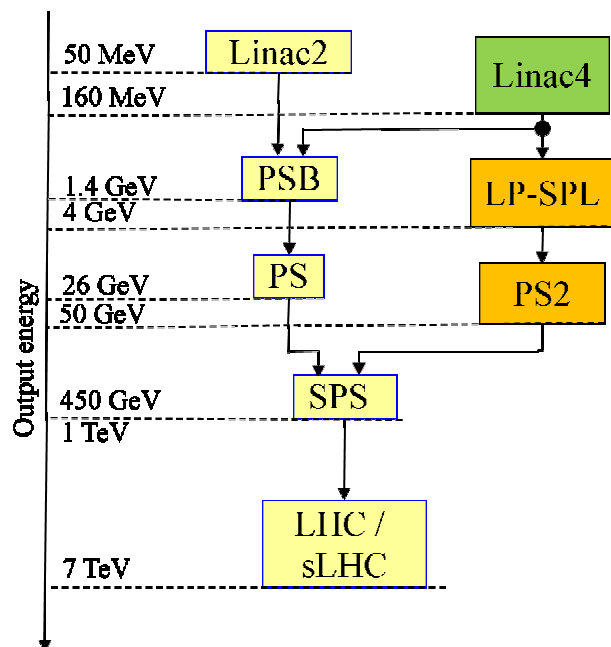 Linac2
50 MeV
Linac4
160 MeV
PSB
LP-SPL
1.4 GeV
4 GeV
PS
PS2
26 GeV
50 GeV
SPS
450 GeV
1 TeV
LHC /
sLHC
7 TeV
Output energy